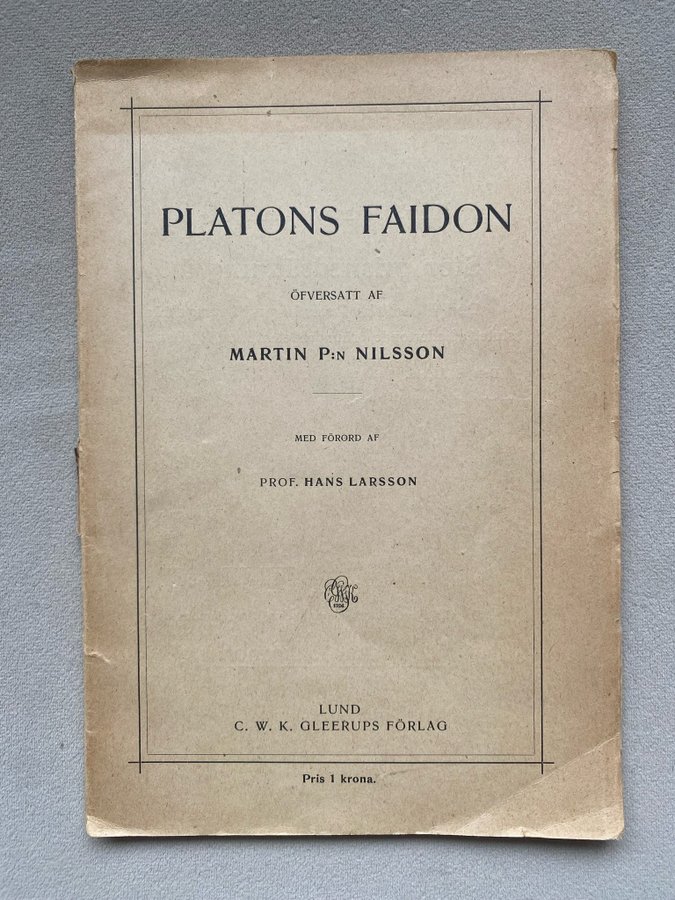 PLATONS FAIDON
ÖFVERSATT AF
MARTIN P:N NILSSON
MED FÖRORD AF
PROF. HANS LARSSON
LUND
C. W. K. GLEERUPS FÖRLAG
Pris 1 krona.